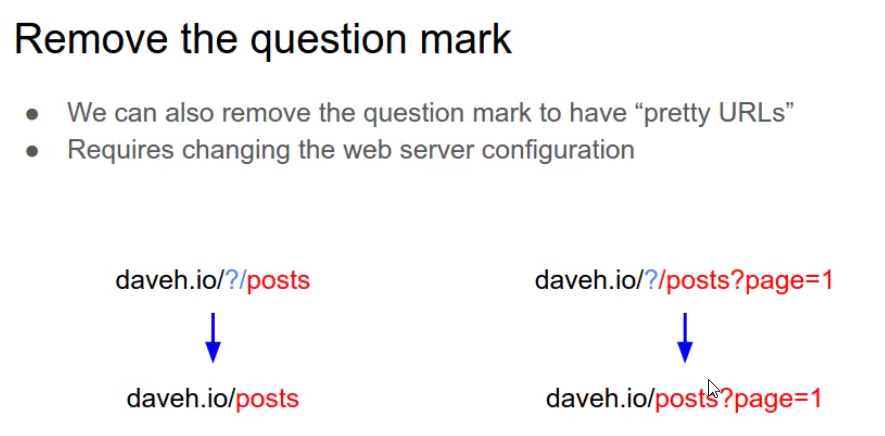 Remove the question mark
● We can also remove the question mark to have “pretty URLs”
● Requires changing the web server configuration
daveh.io/?/posts
daveh.io/?/posts?page=1
daveh.io/posts
daveh.io/posts?page=1